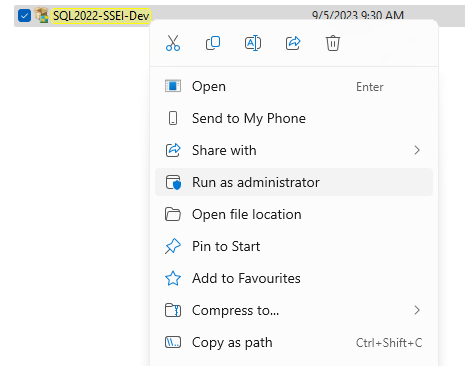 SQL2022-SSEI-Dev 9/5/2023 9:30 AM
Open Enter
Send to My Phone
Share with
Run as administrator
Open file location
Pin to Start
Add to Favourites
Compress to...
Copy as path Ctrl+Shift+C